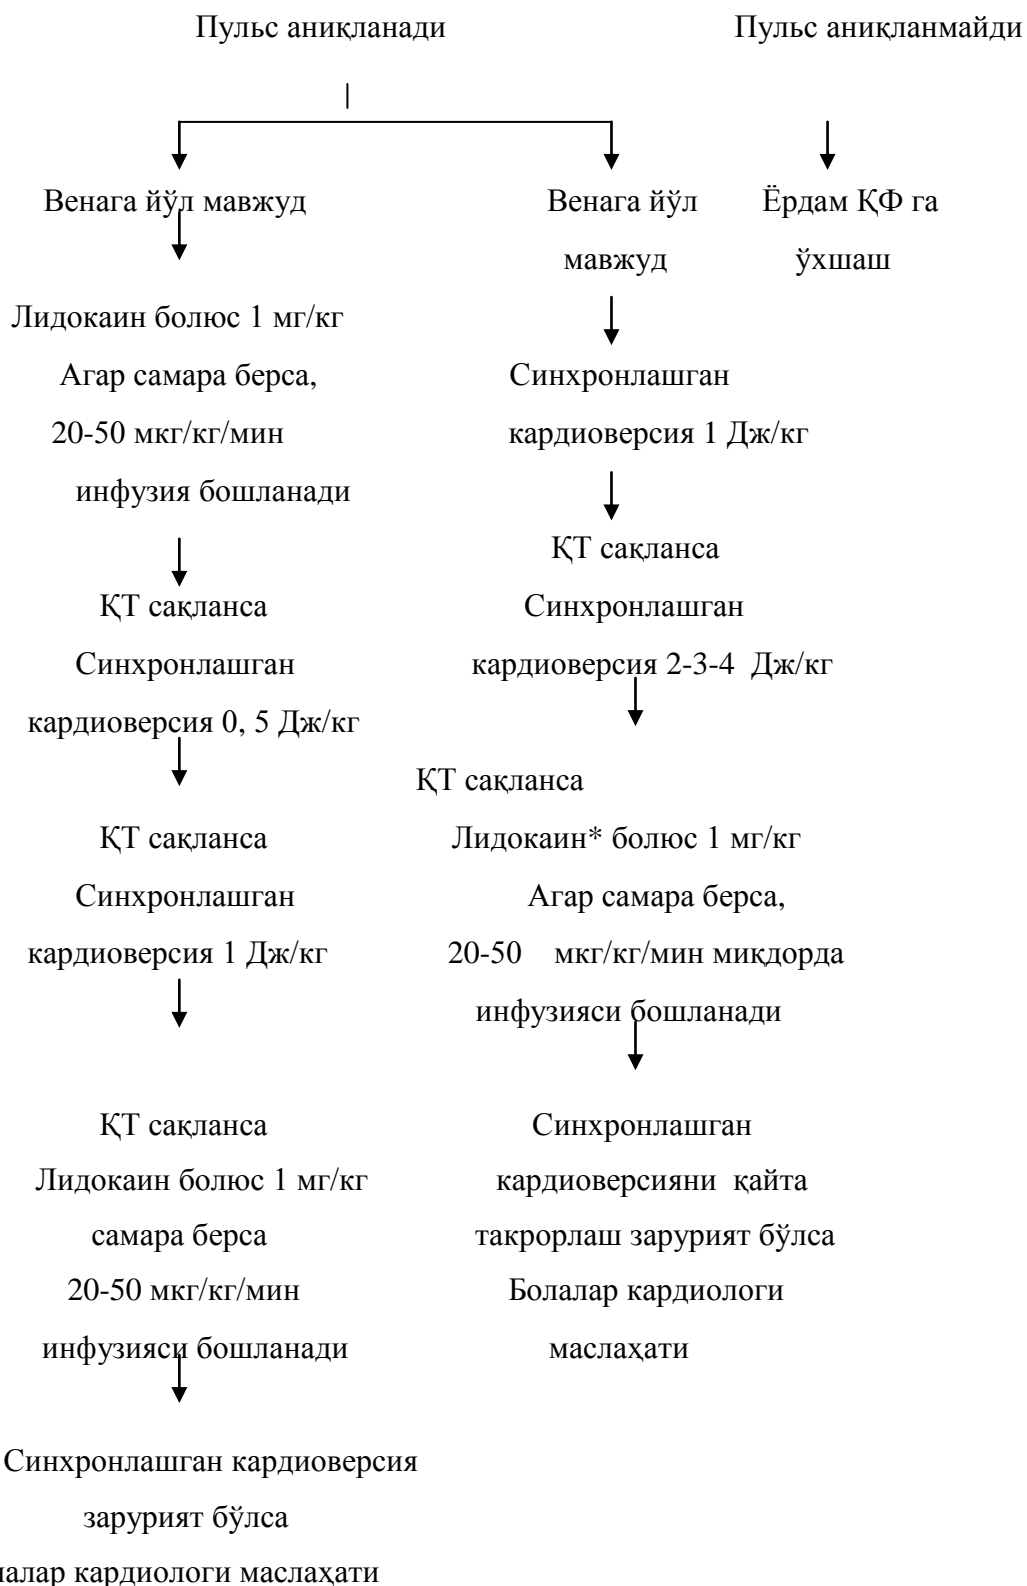 Пульс аниқланади
Пульс аниқланмайди
Венага йўл мавжуд
Лидокаин болюс 1 мг/кг
Агар самара берса,
20-50 мкг/кг/мин
инфузия бошланади
ҚТ сақланса
Синхронлашган
кардиоверсия 0, 5 Дж/кг
ҚТ сақланса
Синхронлашган
кардиоверсия 1 Дж/кг
ҚТ сақланса
Лидокаин болюс 1 мг/кг
самара берса
20-50 мкг/кг/мин
инфузияси бошланади
Синхронлашган кардиоверсия
зарурият бўлса
кардиологи маслаҳати
Венага йўл
мавжуд
Синхронлашган
кардиоверсия 1 Дж/кг
ҚТ сақланса
Синхронлашган
кардиоверсия 2-3-4 Дж/кг
ҚТ сақланса
Лидокаин* болюс 1 мг/кг
Агар самара берса,
20-50 мкг/кг/мин миқдорда
инфузияси бошланади
Синхронлашган
кардиоверсияни қайта
такрорлаш зарурият бўлса
Болалар кардиологи
маслаҳати
Ёрдам ҚФ га
ўхшаш